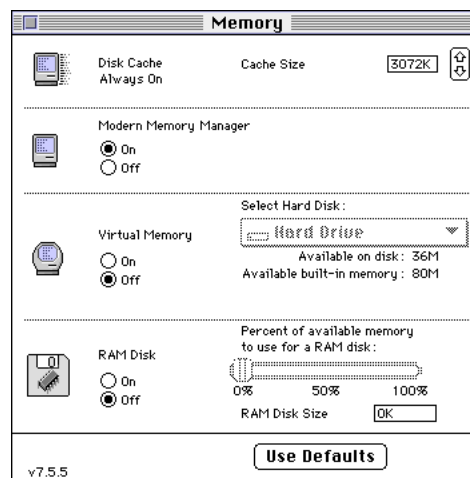 Memory
Disk Cache
Always On
Cache Size
3072K
Modern Memory Manager
On
Off
Select Hard Disk:
Virtual Memory
Hard Drive
On
Off
Available on disk: 36M
Available built-in memory: 80M
Percent of available memory
to use for a RAM disk:
RAM Disk
On
Off
0% 50% 100%
RAM Disk Size
0K
Use Defaults
v7.5.5